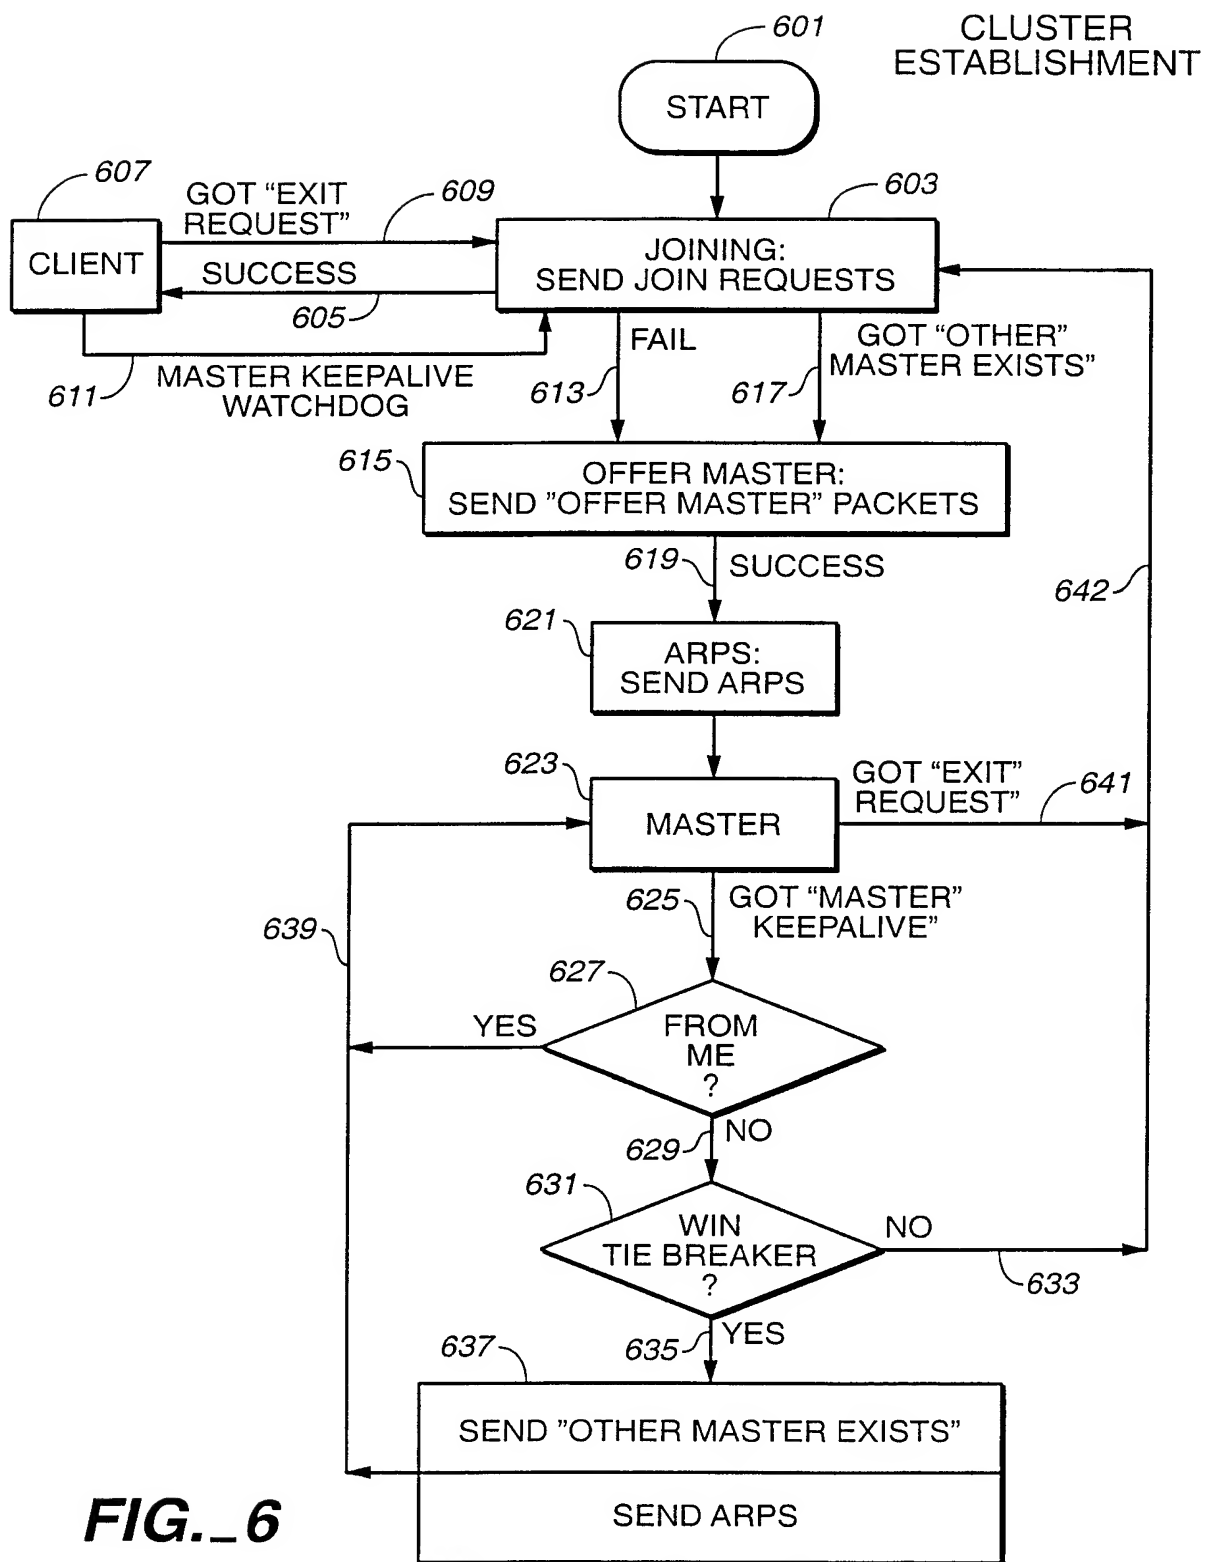 601
CLUSTER
ESTABLISHMENT
START
607
GOT “EXIT
REQUEST”
609
603
CLIENT
SUCCESS
605
JOINING:
SEND JOIN REQUESTS
611
MASTER KEEPALIVE
WATCHDOG
FAIL
613
GOT “OTHER”
MASTER EXISTS”
617
615
OFFER MASTER:
SEND ”OFFER MASTER” PACKETS
619
SUCCESS
642
621
ARPS:
SEND ARPS
623
MASTER
GOT “EXIT”
REQUEST”
641
625
GOT “MASTER”
KEEPALIVE”
639
627
YES
FROM
ME
?
629
NO
631
WIN
TIE BREAKER
?
NO
633
635
YES
637
SEND ”OTHER MASTER EXISTS”
SEND ARPS
FIG._6